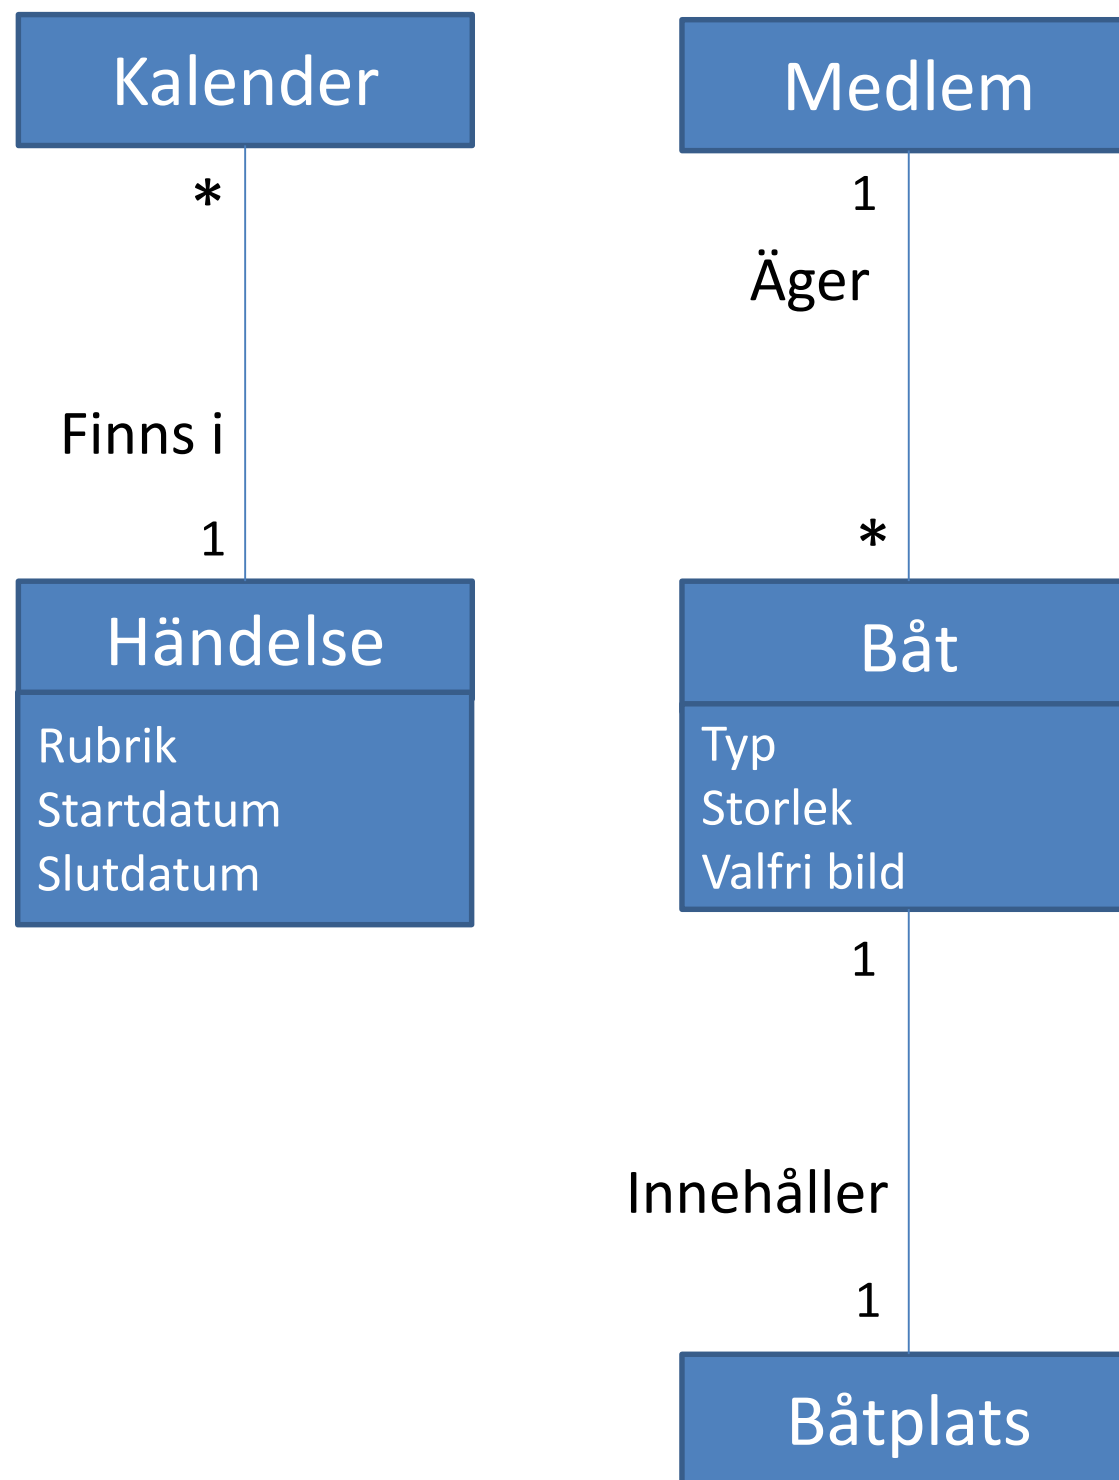 Kalender
*
Finns i
1
Händelse
Rubrik
Startdatum
Slutdatum
Medlem
1
Äger
*
Båt
Typ
Storlek
Valfri bild
1
Innehåller
1
Båtplats